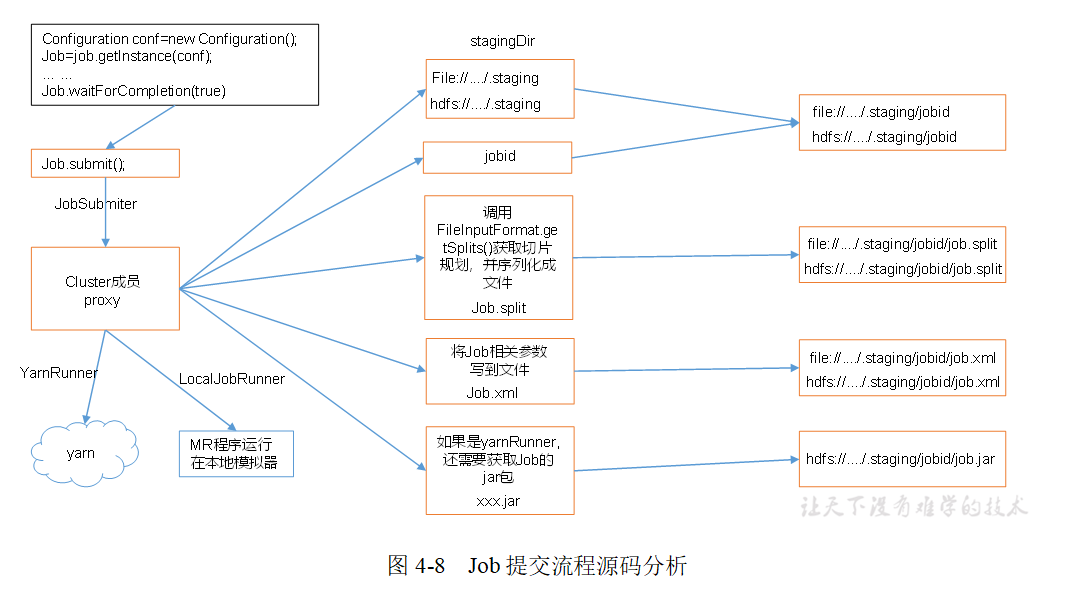 Configuration conf=new Configuration();
Job=job.getInstance(conf);
... ...
Job.waitForCompletion(true)
Job.submit();
JobSubmiter
Cluster成员
proxy
YarnRunner
LocalJobRunner
yarn
MR程序运行
在本地模拟器
stagingDir
File://..../.staging
hdfs://..../.staging
jobid
调用
FileInputFormat.ge
tSplits()获取切片
规划，并序列化成
文件
Job.split
将Job相关参数
写到文件
Job.xml
如果是yarnRunner,
还需要获取Job的
jar包
xxx.jar
file://..../.staging/jobid
hdfs://..../.staging/jobid
file://..../.staging/jobid/job.split
hdfs://..../.staging/jobid/job.split
file://..../.staging/jobid/job.xml
hdfs://..../.staging/jobid/job.xml
hdfs://..../.staging/jobid/job.jar
让天下没有难学的技术
图 4-8 Job 提交流程源码分析